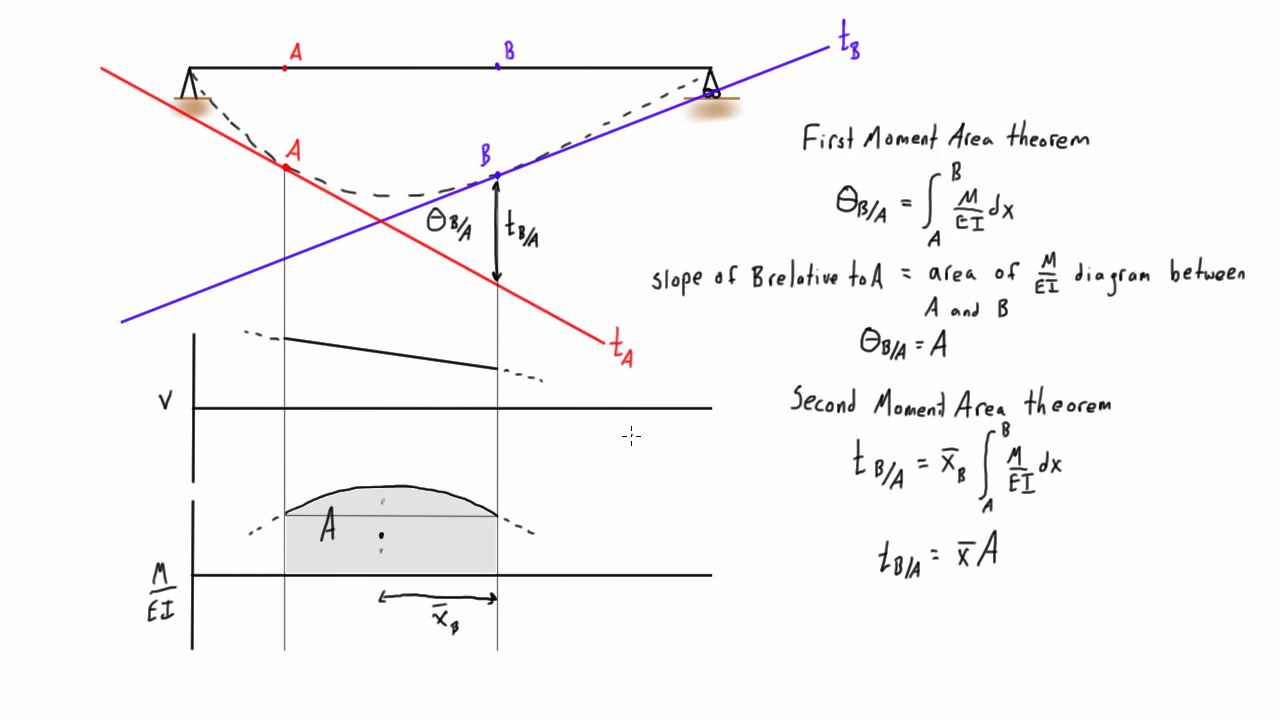 A
B
t_B
A
B
θ_B/A
t_B/A
t_A
V
A
M/EI
x̄_B
First Moment Area theorem
θ_B/A = ∫_A^B M/EI dx
slope of B relative to A = area of M/EI diagram between
A and B
θ_B/A = A
Second Moment Area theorem
t_B/A = x̄_B ∫_A^B M/EI dx
t_B/A = x̄ A